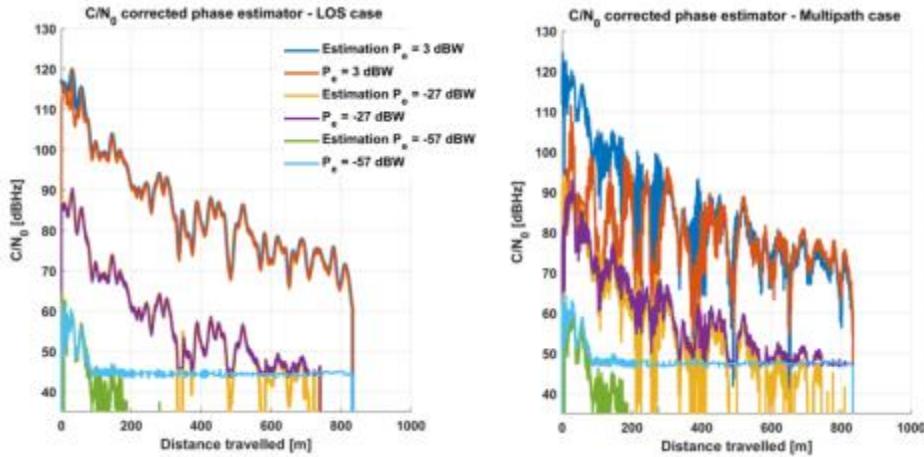 C/N0 corrected phase estimator - LOS case
130
120
110
100
90
80
70
60
50
40
C/N0 [dBHz]
0 200 400 600 800 1000
Distance travelled [m]
Estimation Pe = 3 dBW
Pe = 3 dBW
Estimation Pe = -27 dBW
Pe = -27 dBW
Estimation Pe = -57 dBW
Pe = -57 dBW
C/N0 corrected phase estimator - Multipath case
130
120
110
100
90
80
70
60
50
40
C/N0 [dBHz]
0 200 400 600 800 1000
Distance travelled [m]